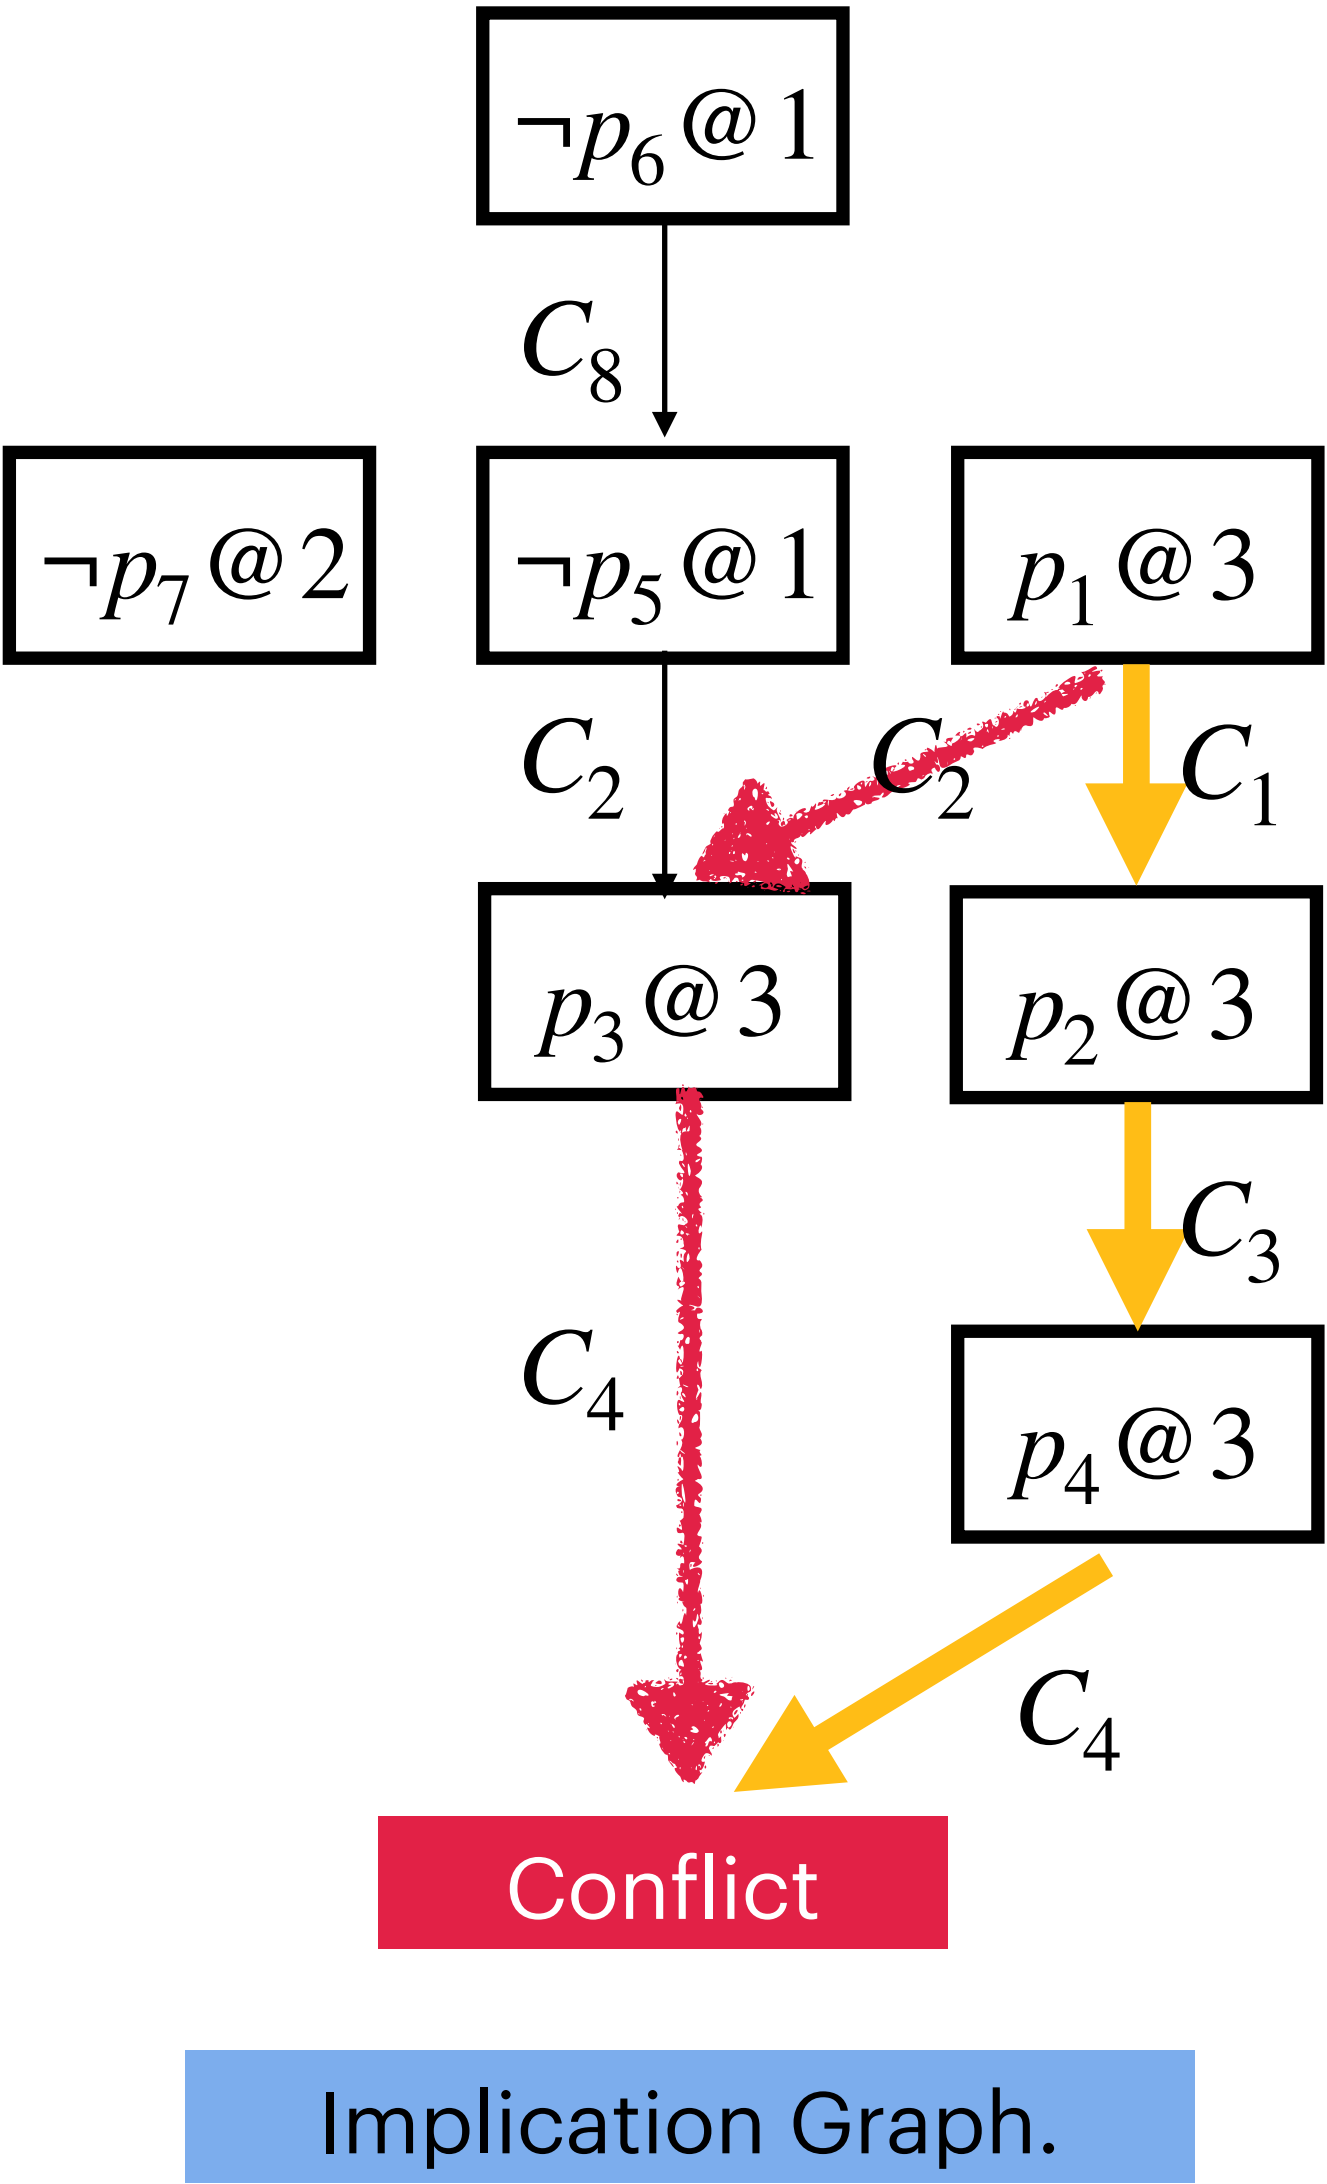 ¬p₆@1
C₈
¬p₇@2
¬p₅@1
p₁@3
C₂
C₂
C₁
p₃@3
p₂@3
C₃
C₄
p₄@3
C₄
Conflict
Implication Graph.